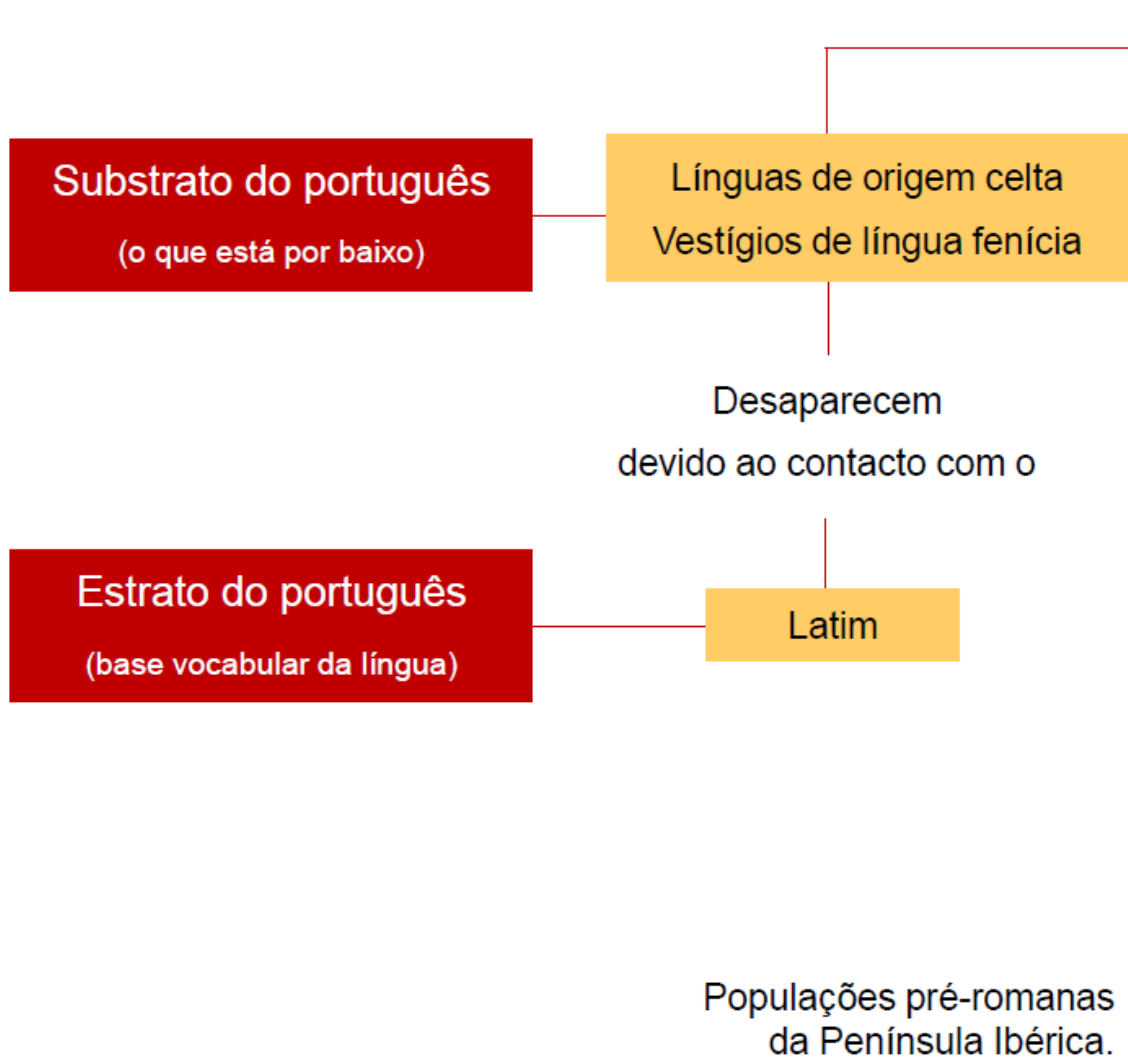 Substrato do português
(o que está por baixo)
Línguas de origem celta
Vestígios de língua fenícia
Desaparecem
devido ao contacto com o
Estrato do português
(base vocabular da língua)
Latim
Populações pré-romanas
da Península Ibérica.